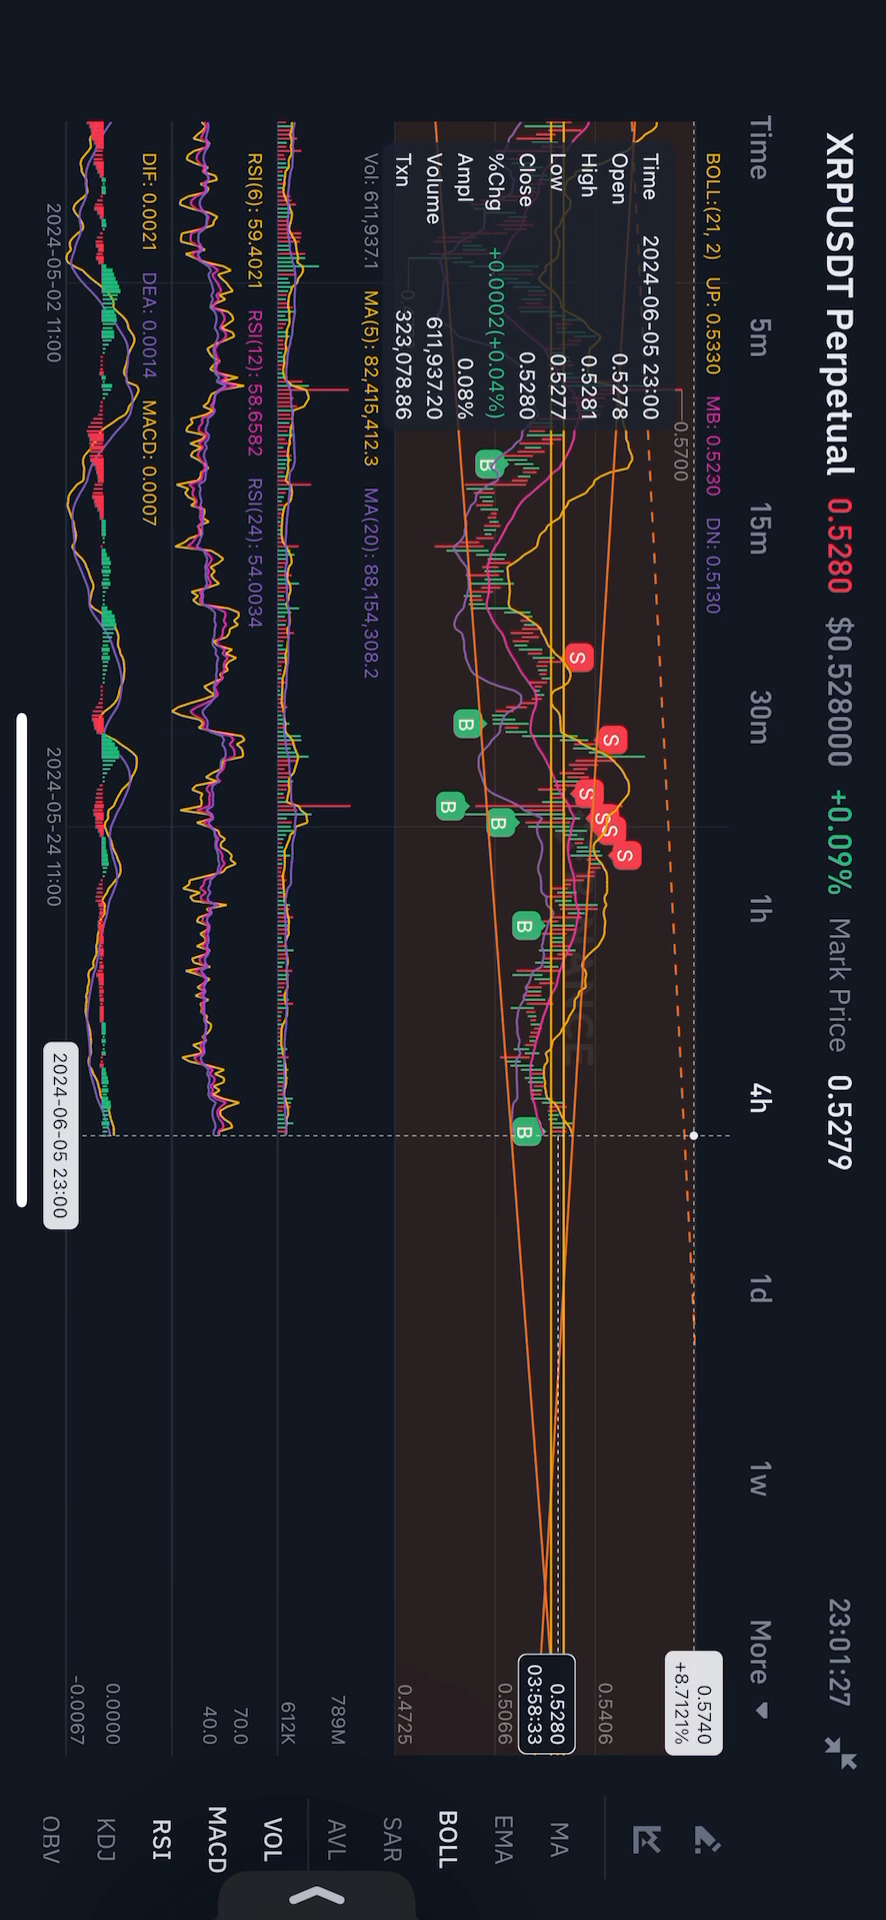 XRPUSDT Perpetual 0.5280 $0.528000 +0.09% Mark Price 0.5279
23:01:27
Time 5m 15m 30m 1h 4h 1d 1w More
BOLL:(21, 2) UP: 0.5330 MB: 0.5230 DN: 0.5130
0.5740
+8.7121%
0.5700
Time 2024-06-05 23:00
Open 0.5278
High 0.5281
Low 0.5277
Close 0.5280
%Chg +0.0002(+0.04%)
Ampl 0.08%
Volume 611,937.20
Txn 323,078.86
S
S
S
S
S
S
B
B
B
B
B
B
0.5406
0.5280
03:58:33
0.5066
0.4725
Vol: 611,937.1 MA(5): 82,415,412.3 MA(20): 88,154,308.2
789M
612K
RSI(6): 59.4021 RSI(12): 58.6582 RSI(24): 54.0034
70.0
40.0
DIF: 0.0021 DEA: 0.0014 MACD: 0.0007
0.0000
-0.0067
2024-05-02 11:00 2024-05-24 11:00 2024-06-05 23:00
MA
EMA
BOLL
SAR
AVL
VOL
MACD
RSI
KDJ
OBV